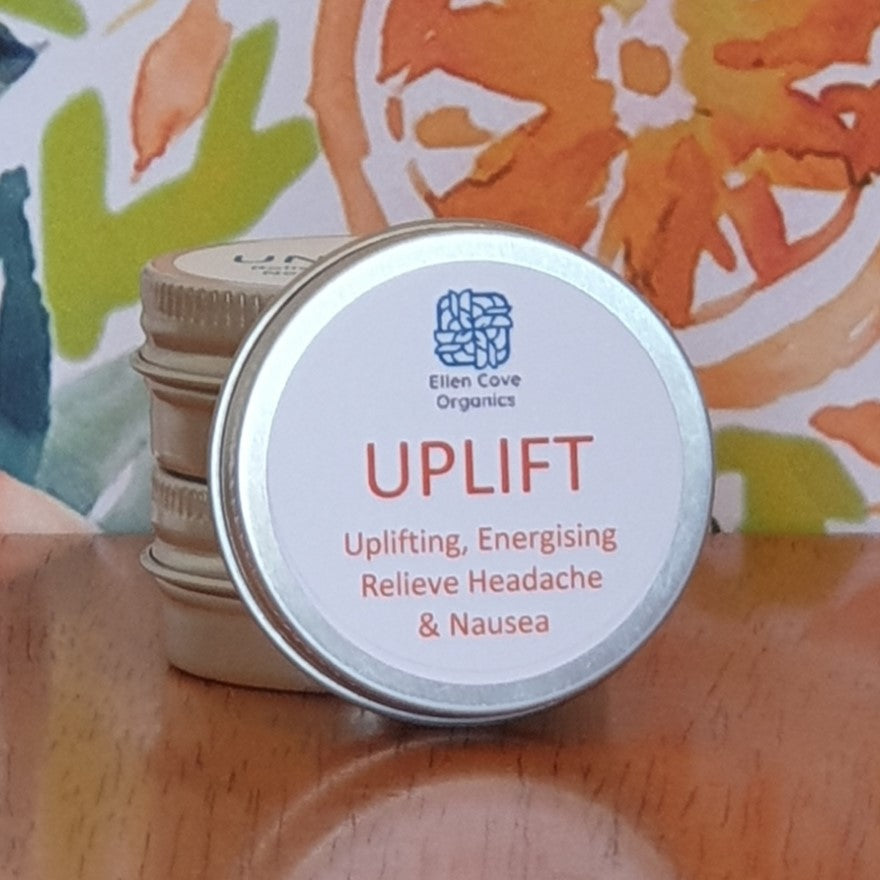 Ellen Cove
Organics
UPLIFT
Uplifting, Energising
Relieve Headache
& Nausea